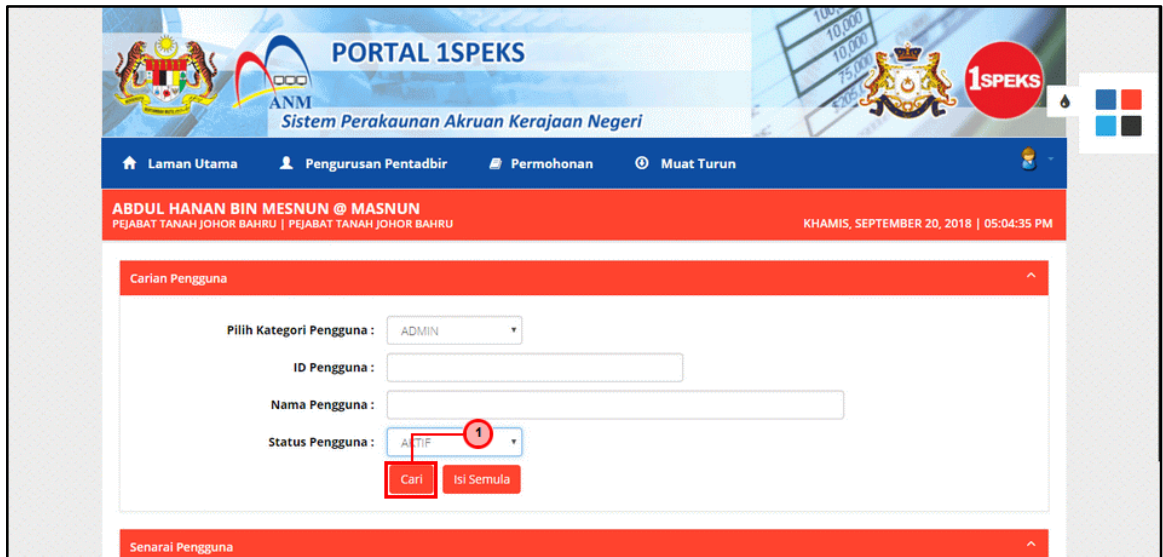 PORTAL 1SPEKS
ANM
Sistem Perakaunan Akruan Kerajaan Negeri
1SPEKS
Laman Utama Pengurusan Pentadbir Permohonan Muat Turun
ABDUL HANAN BIN MESNUN @ MASNUN
PEJABAT TANAH JOHOR BAHRU | PEJABAT TANAH JOHOR BAHRU
KHAMIS, SEPTEMBER 20, 2018 | 05:04:35 PM
Carian Pengguna
Pilih Kategori Pengguna : ADMIN
ID Pengguna :
Nama Pengguna :
1
Status Pengguna : AKTIF
Cari Isi Semula
Senarai Pengguna